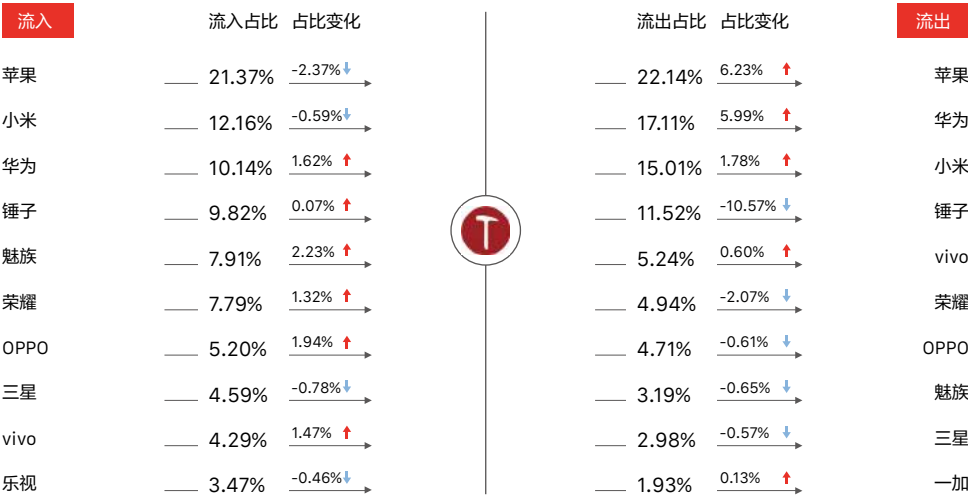 流入 流入占比 占比变化 流出占比 占比变化 流出
苹果 21.37% -2.37% 22.14% 6.23% 苹果
小米 12.16% -0.59% 17.11% 5.99% 华为
华为 10.14% 1.62% 15.01% 1.78% 小米
锤子 9.82% 0.07% 11.52% -10.57% 锤子
魅族 7.91% 2.23% 5.24% 0.60% vivo
荣耀 7.79% 1.32% 4.94% -2.07% 荣耀
OPPO 5.20% 1.94% 4.71% -0.61% OPPO
三星 4.59% -0.78% 3.19% -0.65% 魅族
vivo 4.29% 1.47% 2.98% -0.57% 三星
乐视 3.47% -0.46% 1.93% 0.13% 一加